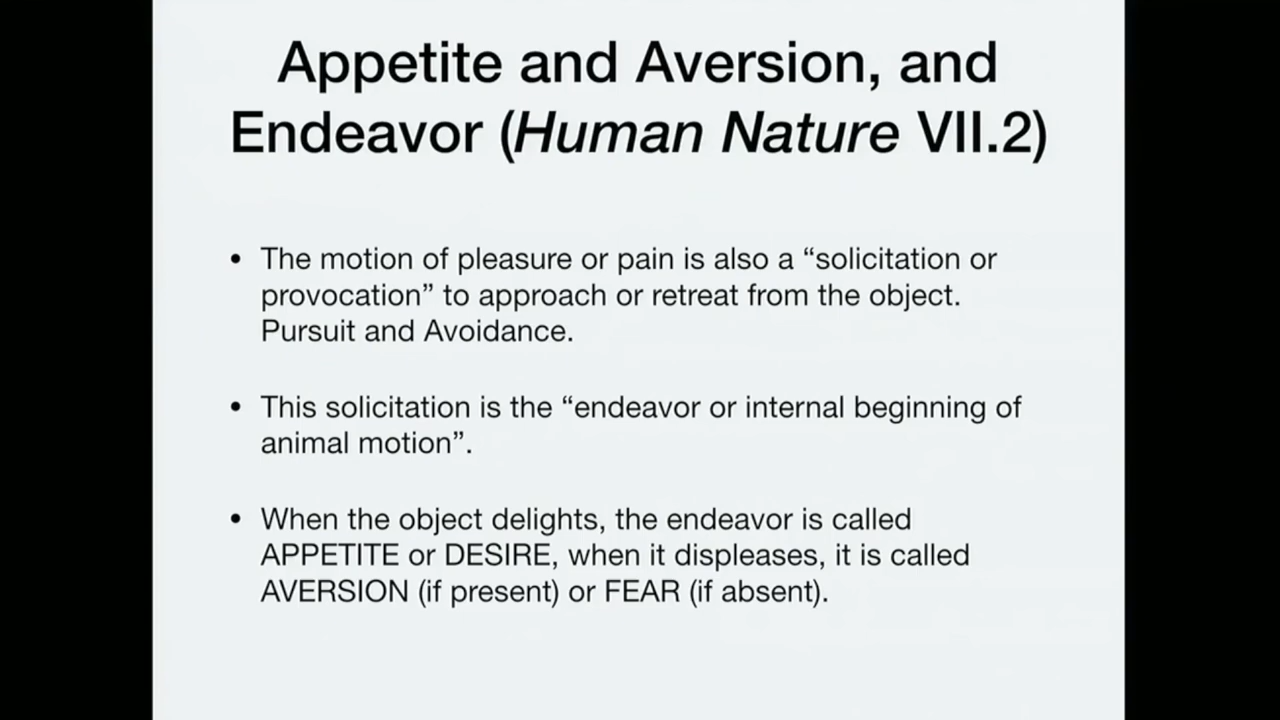 Appetite and Aversion, and
Endeavor (Human Nature VII.2)
• The motion of pleasure or pain is also a “solicitation or
provocation” to approach or retreat from the object.
Pursuit and Avoidance.
• This solicitation is the “endeavor or internal beginning of
animal motion”.
• When the object delights, the endeavor is called
APPETITE or DESIRE, when it displeases, it is called
AVERSION (if present) or FEAR (if absent).